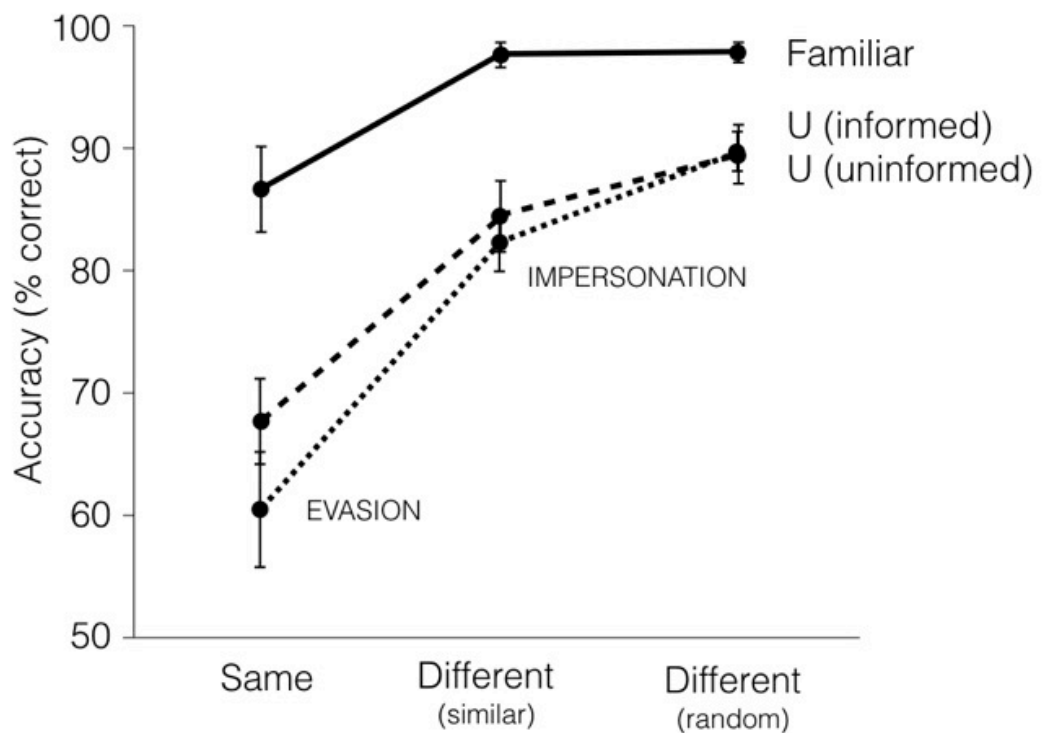 100
Familiar
U (informed)
90
U (uninformed)
80
IMPERSONATION
70
60
EVASION
50
Accuracy (% correct)
Same
Different
(similar)
Different
(random)